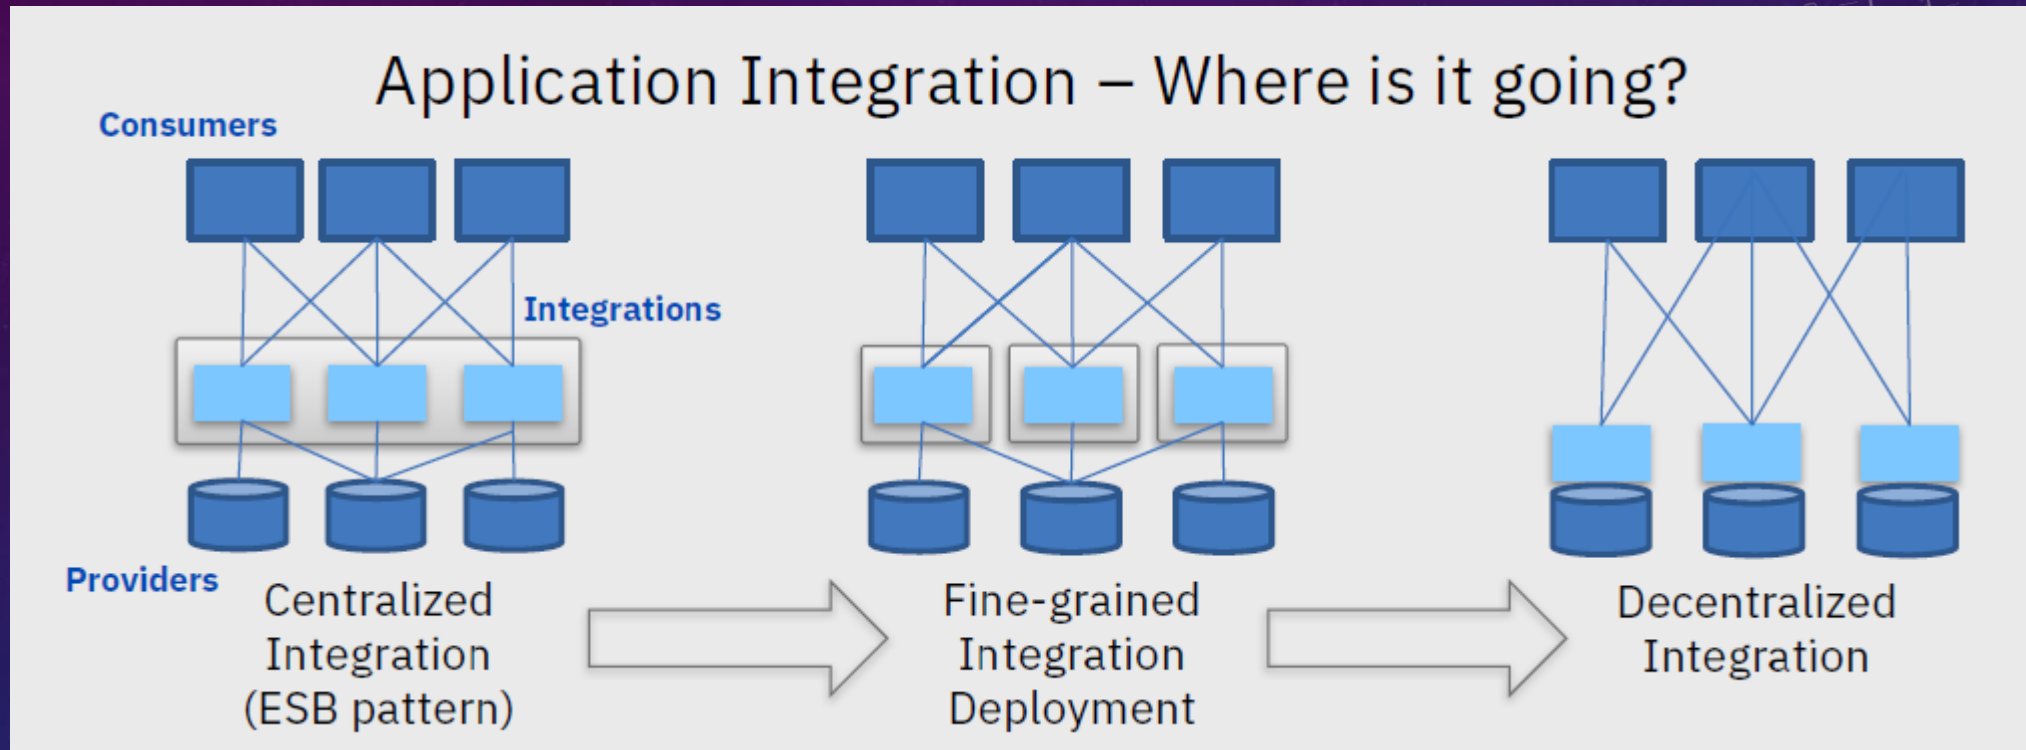 Application Integration – Where is it going?
Consumers
Integrations
Providers
Centralized
Integration
(ESB pattern)
Fine-grained
Integration
Deployment
Decentralized
Integration